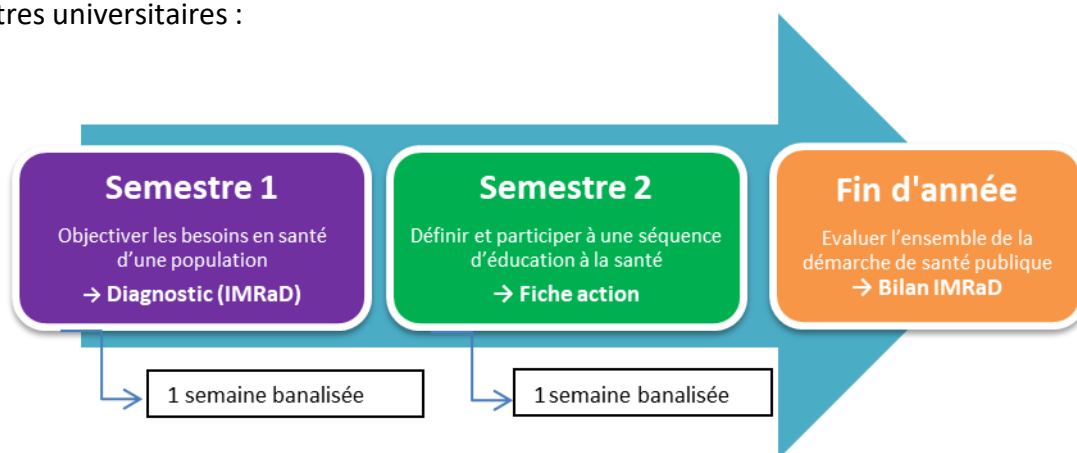 tres universitaires :
Semestre 1
Objectiver les besoins en santé
d'une population
→ Diagnostic (IMRaD)
Semestre 2
Définir et participer à une séquence
d'éducation à la santé
→ Fiche action
Fin d'année
Evaluer l'ensemble de la
démarche de santé publique
→ Bilan IMRaD
1 semaine banalisée
1 semaine banalisée